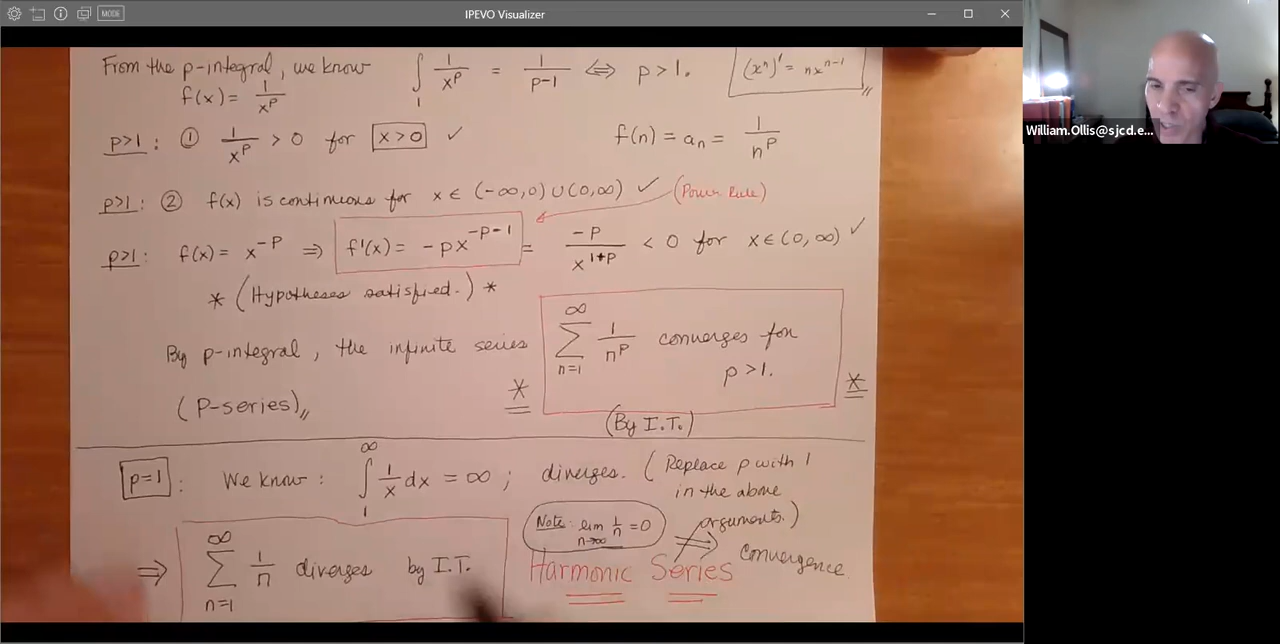 MODE
IPEVO Visualizer
William.Ollis@sjcd.e...
From the p-integral, we know ∫₁ 1/x^p = 1/(p-1) ⟺ p > 1. (x^n)' = nx^(n-1)
f(x) = 1/x^p
p>1: ① 1/x^p > 0 for x>0 ✓ f(n) = a_n = 1/n^p
p>1: ② f(x) is continuous for x ∈ (-∞,0) ∪ (0,∞) ✓ (Power Rule)
p>1: f(x) = x^(-p) ⇒ f'(x) = -px^(-p-1) = -p/x^(1+p) < 0 for x ∈ (0, ∞) ✓
* (Hypotheses satisfied.) *
By p-integral, the infinite series ∑_(n=1)^∞ 1/n^p converges for
p > 1.
(P-series)
* *
(By I.T.)
p=1: We know: ∫₁^∞ 1/x dx = ∞; diverges. (Replace p with 1
in the above
arguments.)
Note: lim_(n→∞) 1/n = 0 ⇏ convergence.
⇒ ∑_(n=1)^∞ 1/n diverges by I.T. Harmonic Series